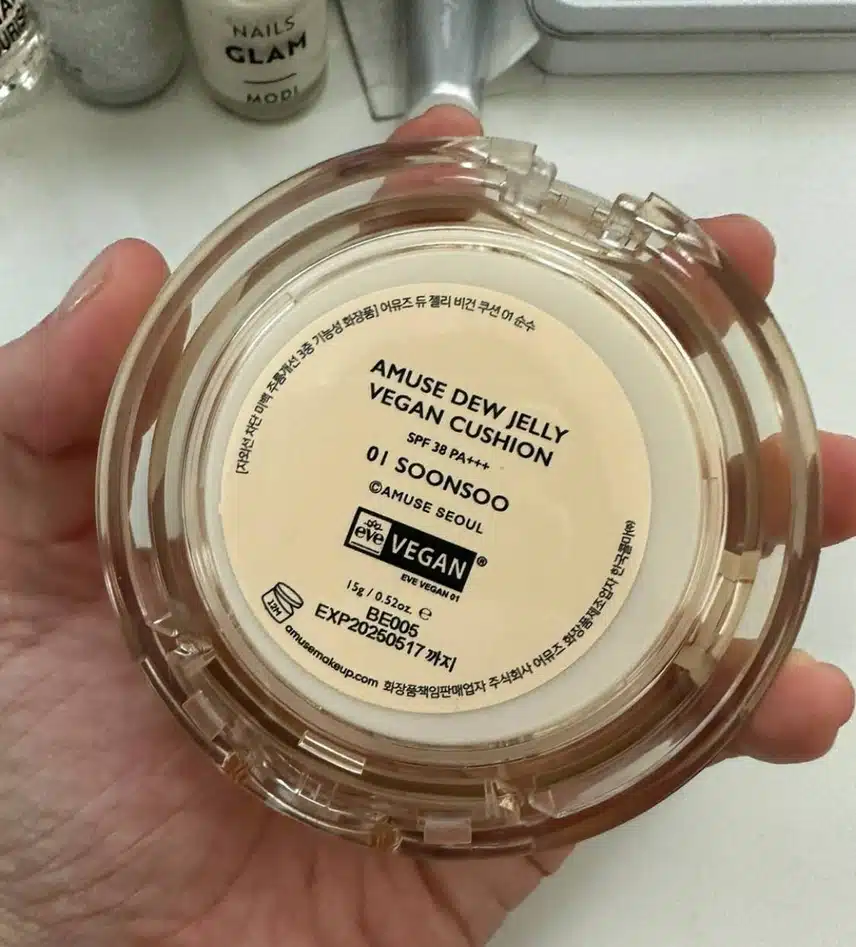 NAILS
GLAM
MODI
[자외선 차단 미백 주름개선 3중 기능성 화장품] 어뮤즈 듀 젤리 비건 쿠션 01 순수
AMUSE DEW JELLY
VEGAN CUSHION
SPF 38 PA+++
01 SOONSOO
©AMUSE SEOUL
eve VEGAN®
EVE VEGAN 01
15g / 0.52oz. ℮
12M
BE005
EXP20250517 까지
amusemakeup.com 화장품책임판매업자 주식회사 어뮤즈 화장품제조업자 한국콜마㈜